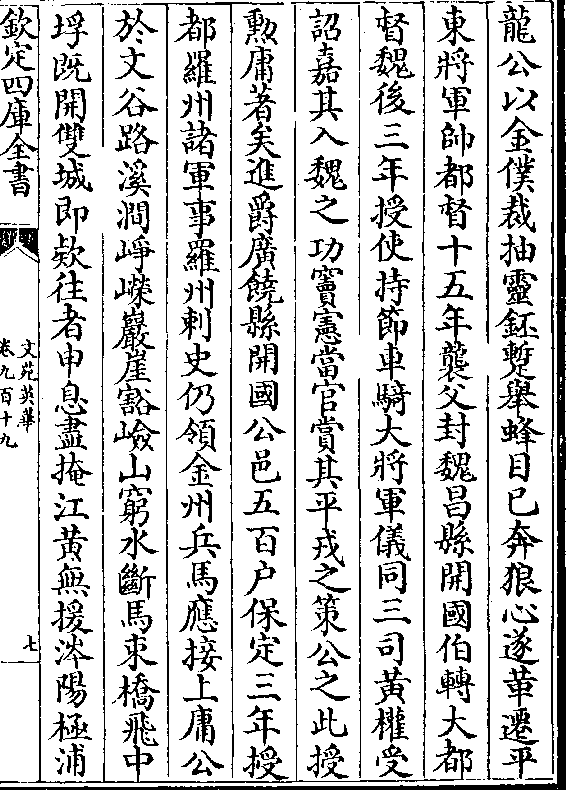 龍公以金僕裁抽靈鉟蹔舉蜂目已奔狼心遂革遷平
東將軍帥都督十五年襲父封魏昌縣開國伯轉大都
督魏後三年授使持節車騎大將軍儀同三司黃權受
詔嘉其入魏之功竇憲當官賞其平戎之策公之此授
勲庸著矣進爵廣饒縣開國公邑五百户保定三年授
都羅州諸軍事羅州刺史仍領金州兵馬應接上庸公
於文谷路溪澗崢嶸巖崖豁嶮山窮水斷馬束橋飛中
垺既開雙城即欵往者申息盡掩江黃無援涔陽極浦
欽定四庫全書
文苑英華
卷九百十九
七